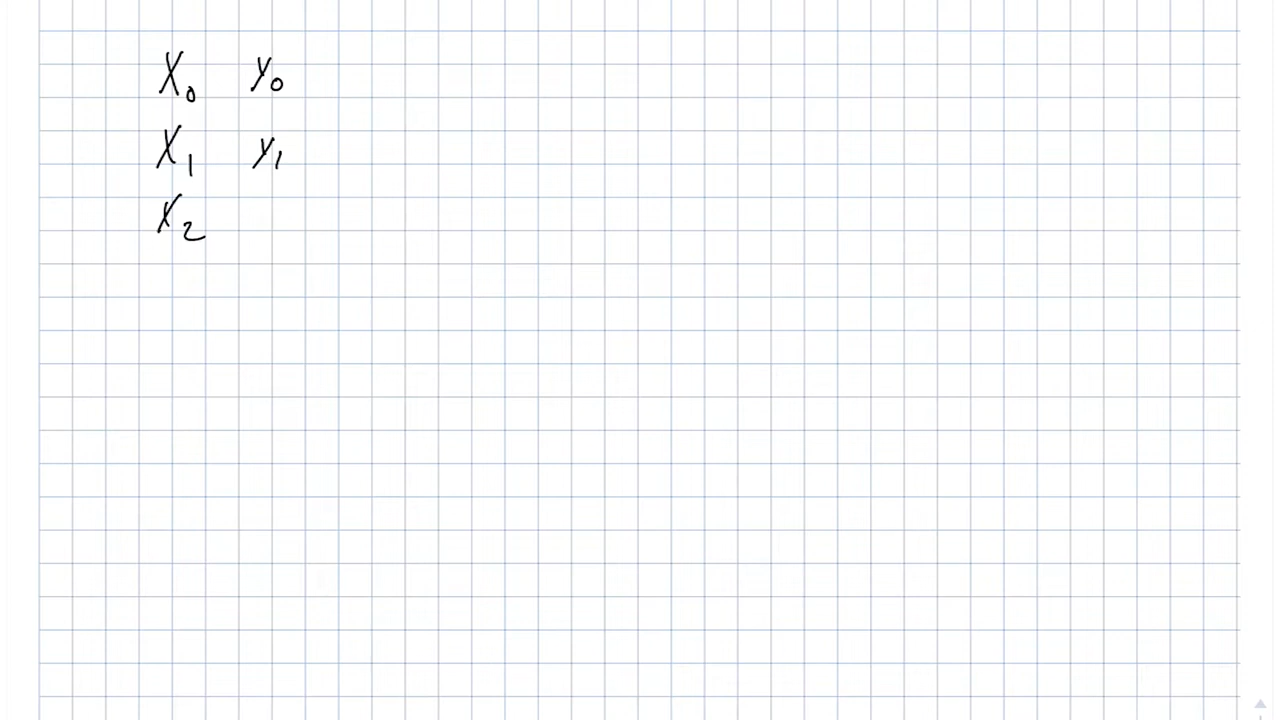 X₀ y₀
X₁ y₁
X₂